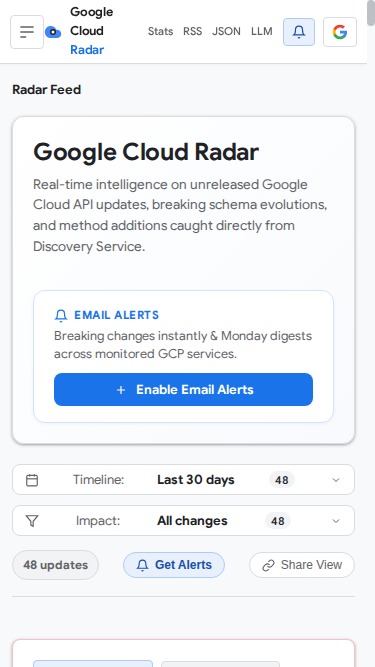 Google
Cloud
Radar
Stats RSS JSON LLM
Radar Feed
Google Cloud Radar
Real-time intelligence on unreleased Google
Cloud API updates, breaking schema evolutions,
and method additions caught directly from
Discovery Service.
EMAIL ALERTS
Breaking changes instantly & Monday digests
across monitored GCP services.
+ Enable Email Alerts
Timeline: Last 30 days 48
Impact: All changes 48
48 updates Get Alerts Share View